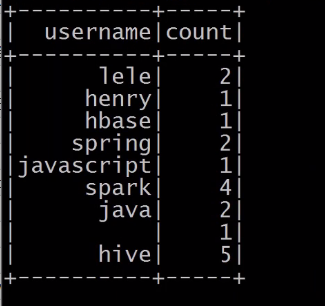 +----------+-----+
|  username|count|
+----------+-----+
|      lele|    2|
|     henry|    1|
|     hbase|    1|
|    spring|    2|
|javascript|    1|
|     spark|    4|
|      java|    2|
|          |    1|
|      hive|    5|
+----------+-----+